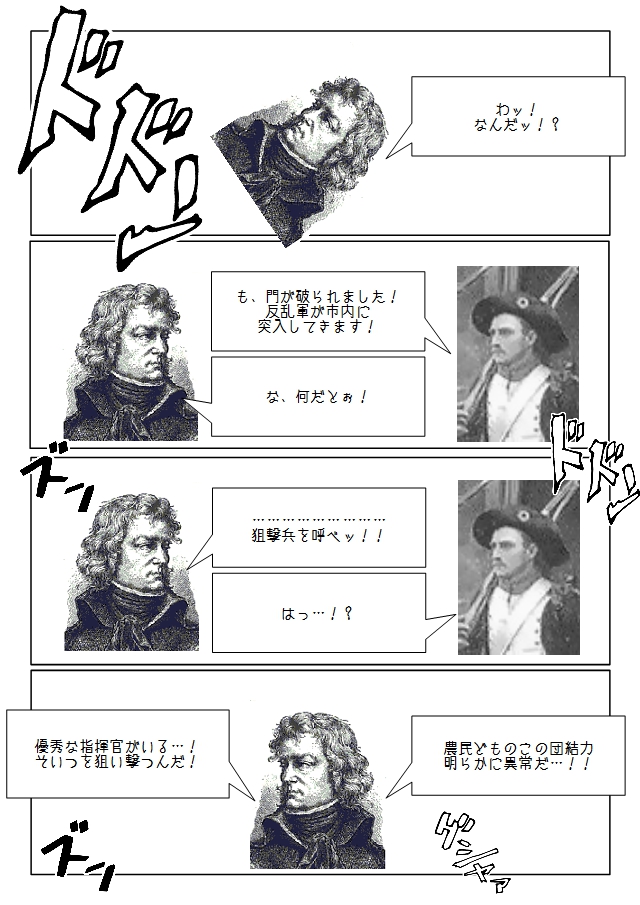 ドドドン
わッ！
なんだッ！？
も、門が破られました！
反乱軍が市内に
突入してきます！
な、何だとぉ！
ドドドン
ズン
……………………
狙撃兵を呼べッ！！
はっ…！？
優秀な指揮官がいる…！
そいつを狙い撃つんだ！
農民どものこの団結力
明らかに異常だ…！！
ズン
グシャァ